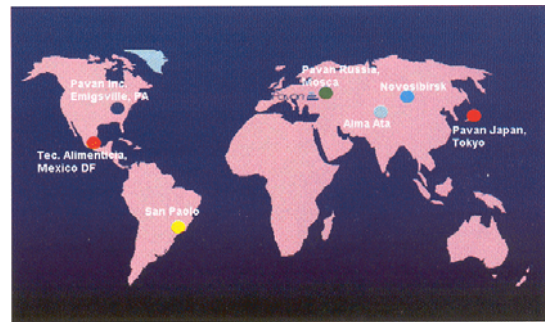 Pavan Inc.
Emigsville, PA
Pavan Russia,
Mosca
Novosibirsk
Alma Ata
Pavan Japan,
Tokyo
Tec. Alimenticia,
Mexico DF
San Paolo